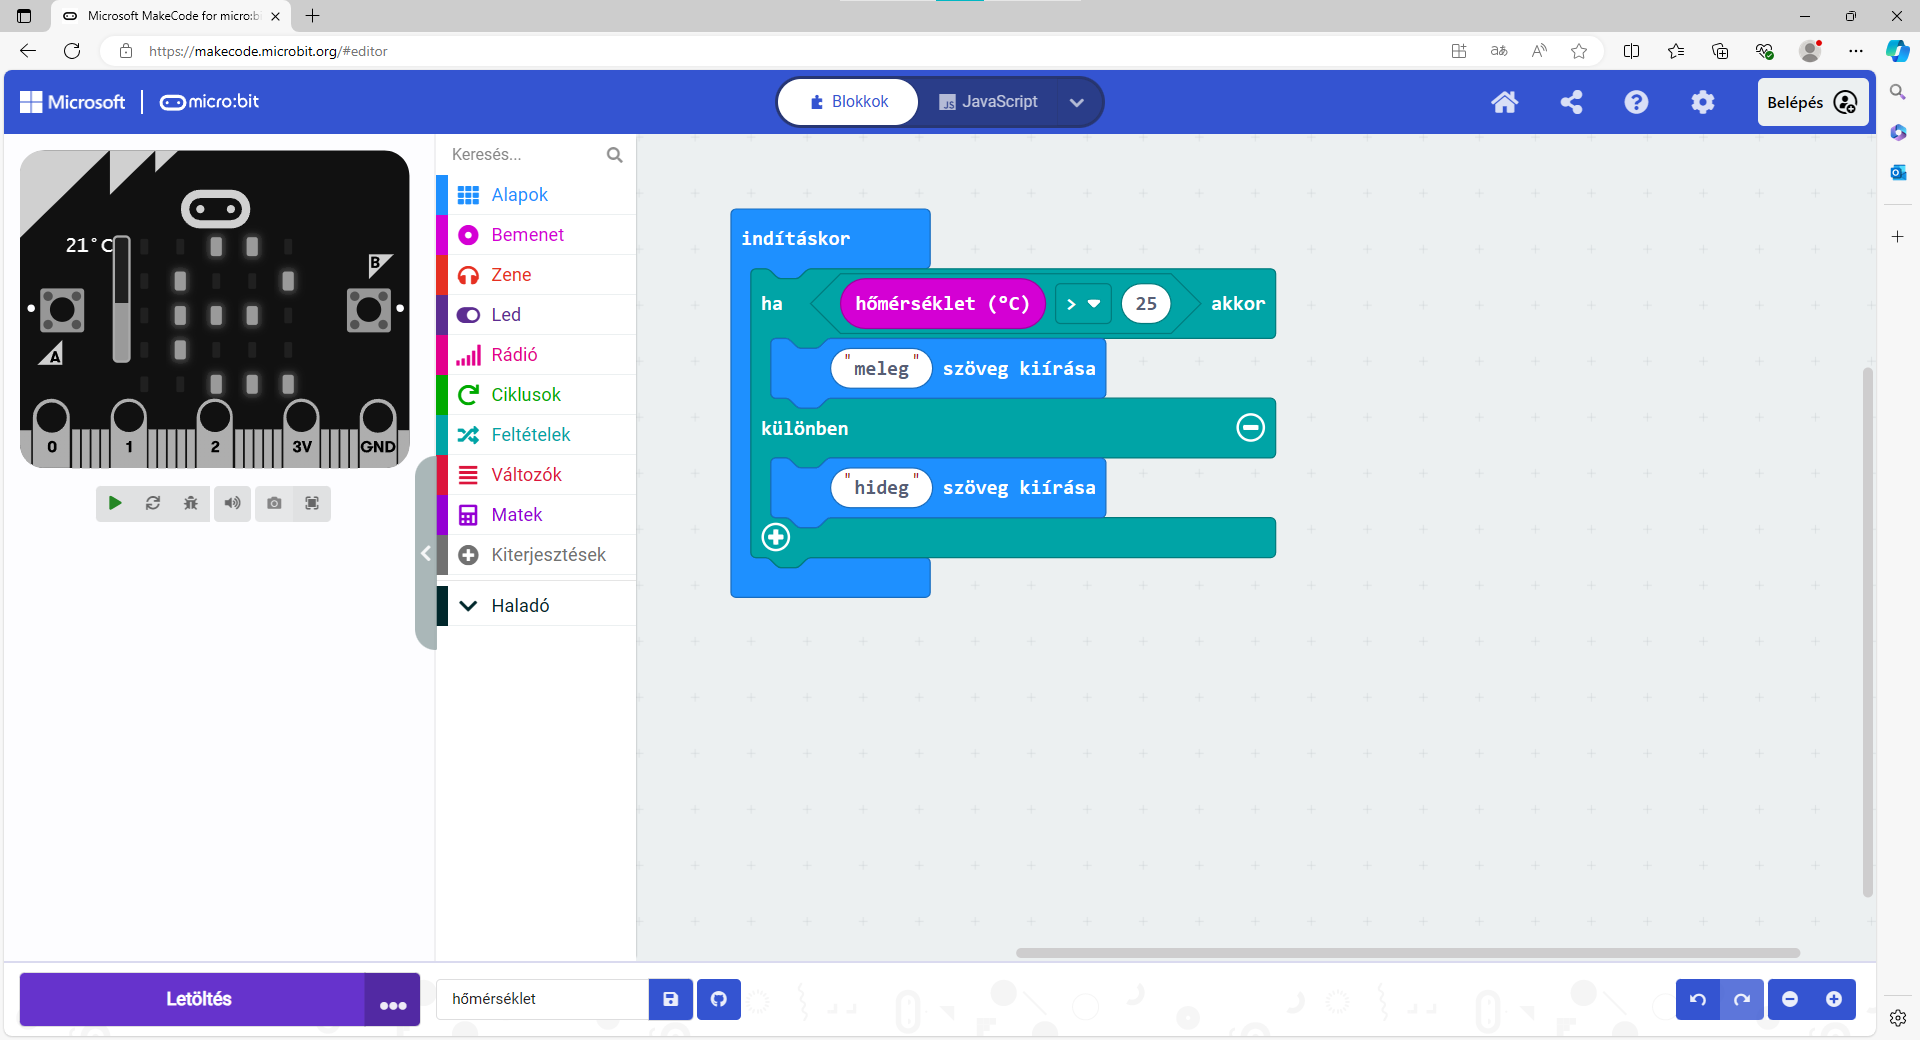 Microsoft MakeCode for micro:b
https://makecode.microbit.org/#editor
Microsoft
micro:bit
Blokkok
JavaScript
Belépés
21°C
B
A
0
1
2
3V
GND
Keresés...
Alapok
Bemenet
Zene
Led
Rádió
Ciklusok
Feltételek
Változók
Matek
Kiterjesztések
Haladó
indításkor
ha hőmérséklet (°C) > 25 akkor
"meleg" szöveg kiírása
különben
"hideg" szöveg kiírása
Letöltés
hőmérséklet